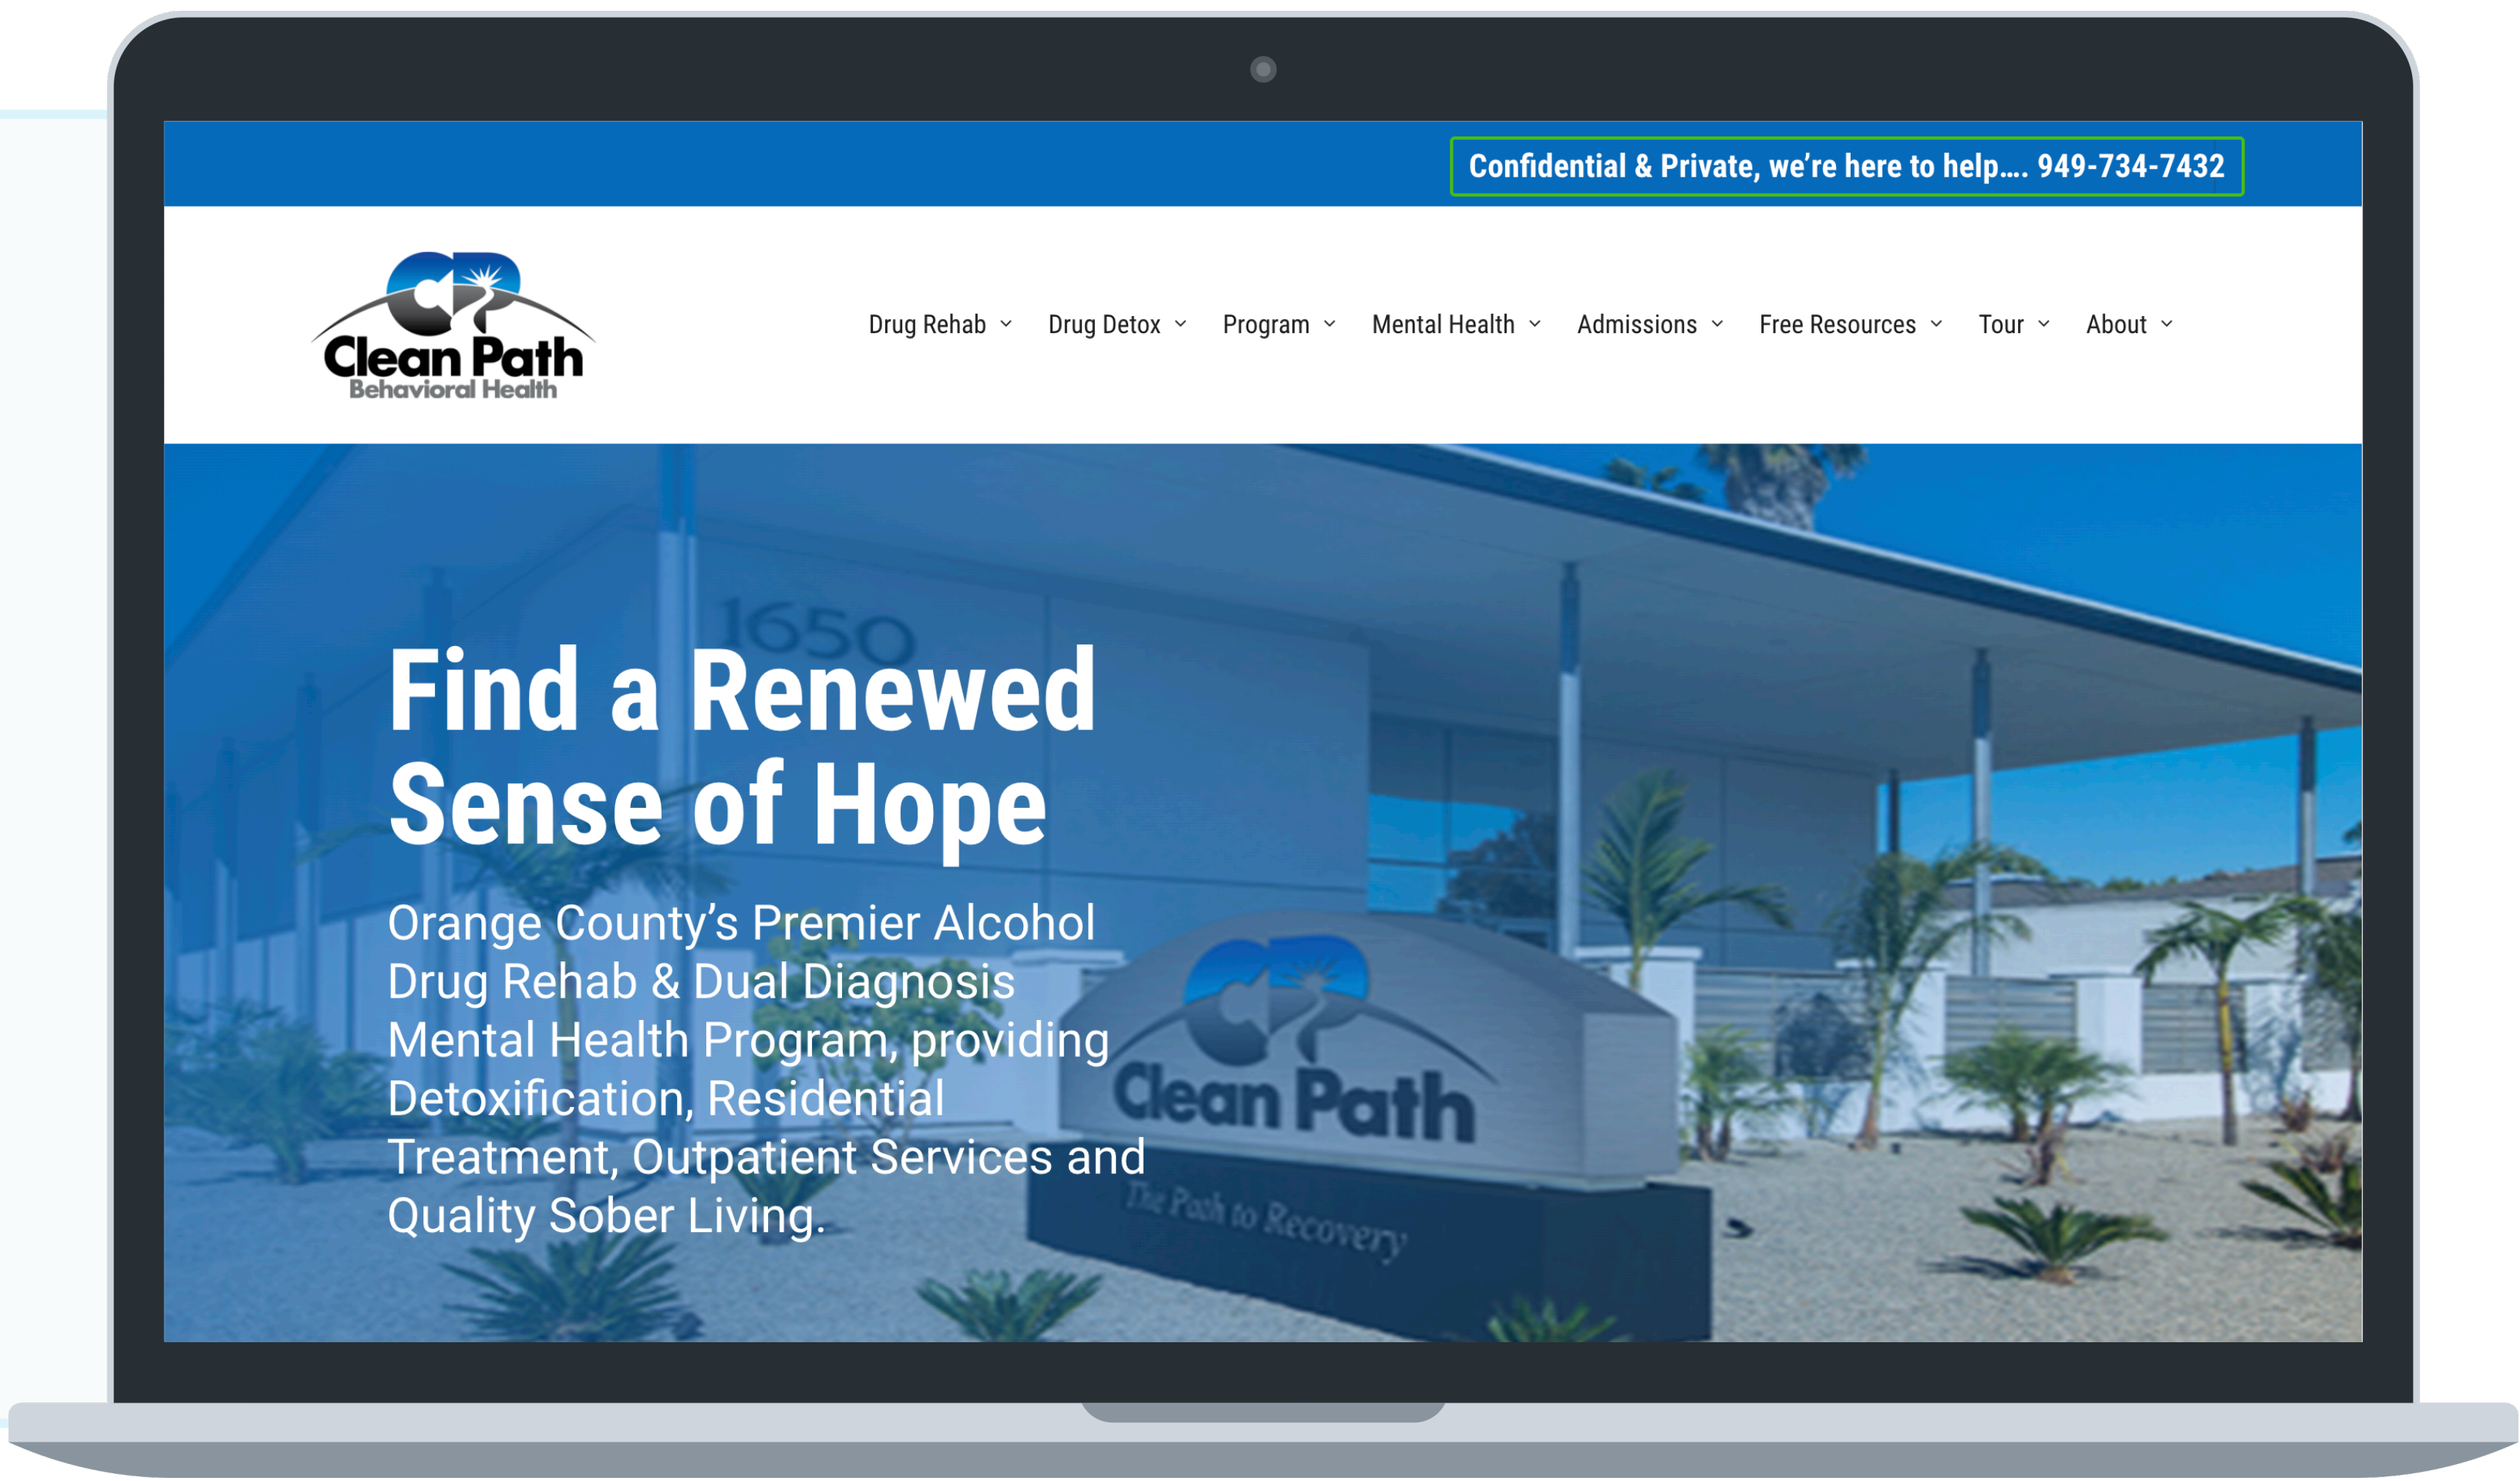 Confidential & Private, we're here to help.... 949-734-7432
CP
Clean Path
Behavioral Health
Drug Rehab
Drug Detox
Program
Mental Health
Admissions
Free Resources
Tour
About
1650
Find a Renewed
Sense of Hope
Orange County's Premier Alcohol
Drug Rehab & Dual Diagnosis
Mental Health Program, providing
Detoxification, Residential
Treatment, Outpatient Services and
Quality Sober Living.
CP
Clean Path
The Path to Recovery